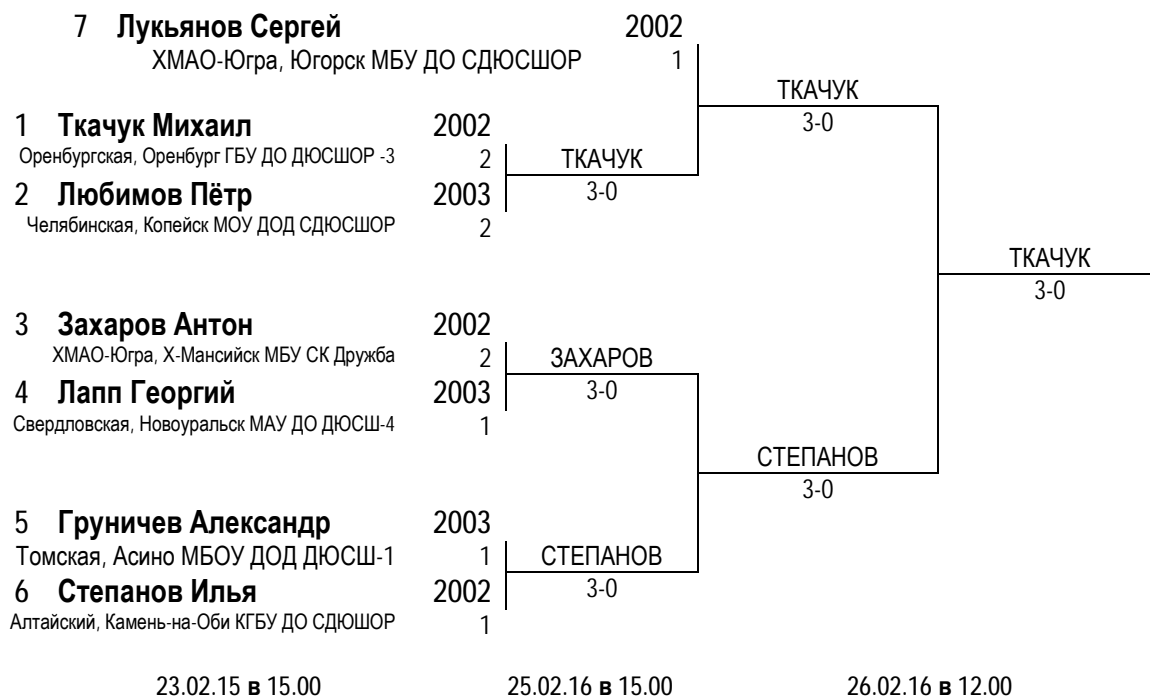 7 Лукьянов Сергей 2002
ХМАО-Югра, Югорск МБУ ДО СДЮСШОР 1
ТКАЧУК
3-0
1 Ткачук Михаил 2002
Оренбургская, Оренбург ГБУ ДО ДЮСШОР -3 2
ТКАЧУК
3-0
2 Любимов Пётр 2003
Челябинская, Копейск МОУ ДОД СДЮСШОР 2
ТКАЧУК
3-0
3 Захаров Антон 2002
ХМАО-Югра, Х-Мансийск МБУ СК Дружба 2
ЗАХАРОВ
3-0
4 Лапп Георгий 2003
Свердловская, Новоуральск МАУ ДО ДЮСШ-4 1
СТЕПАНОВ
3-0
5 Груничев Александр 2003
Томская, Асино МБОУ ДОД ДЮСШ-1 1
СТЕПАНОВ
3-0
6 Степанов Илья 2002
Алтайский, Камень-на-Оби КГБУ ДО СДЮШОР 1
23.02.15 в 15.00 25.02.16 в 15.00 26.02.16 в 12.00